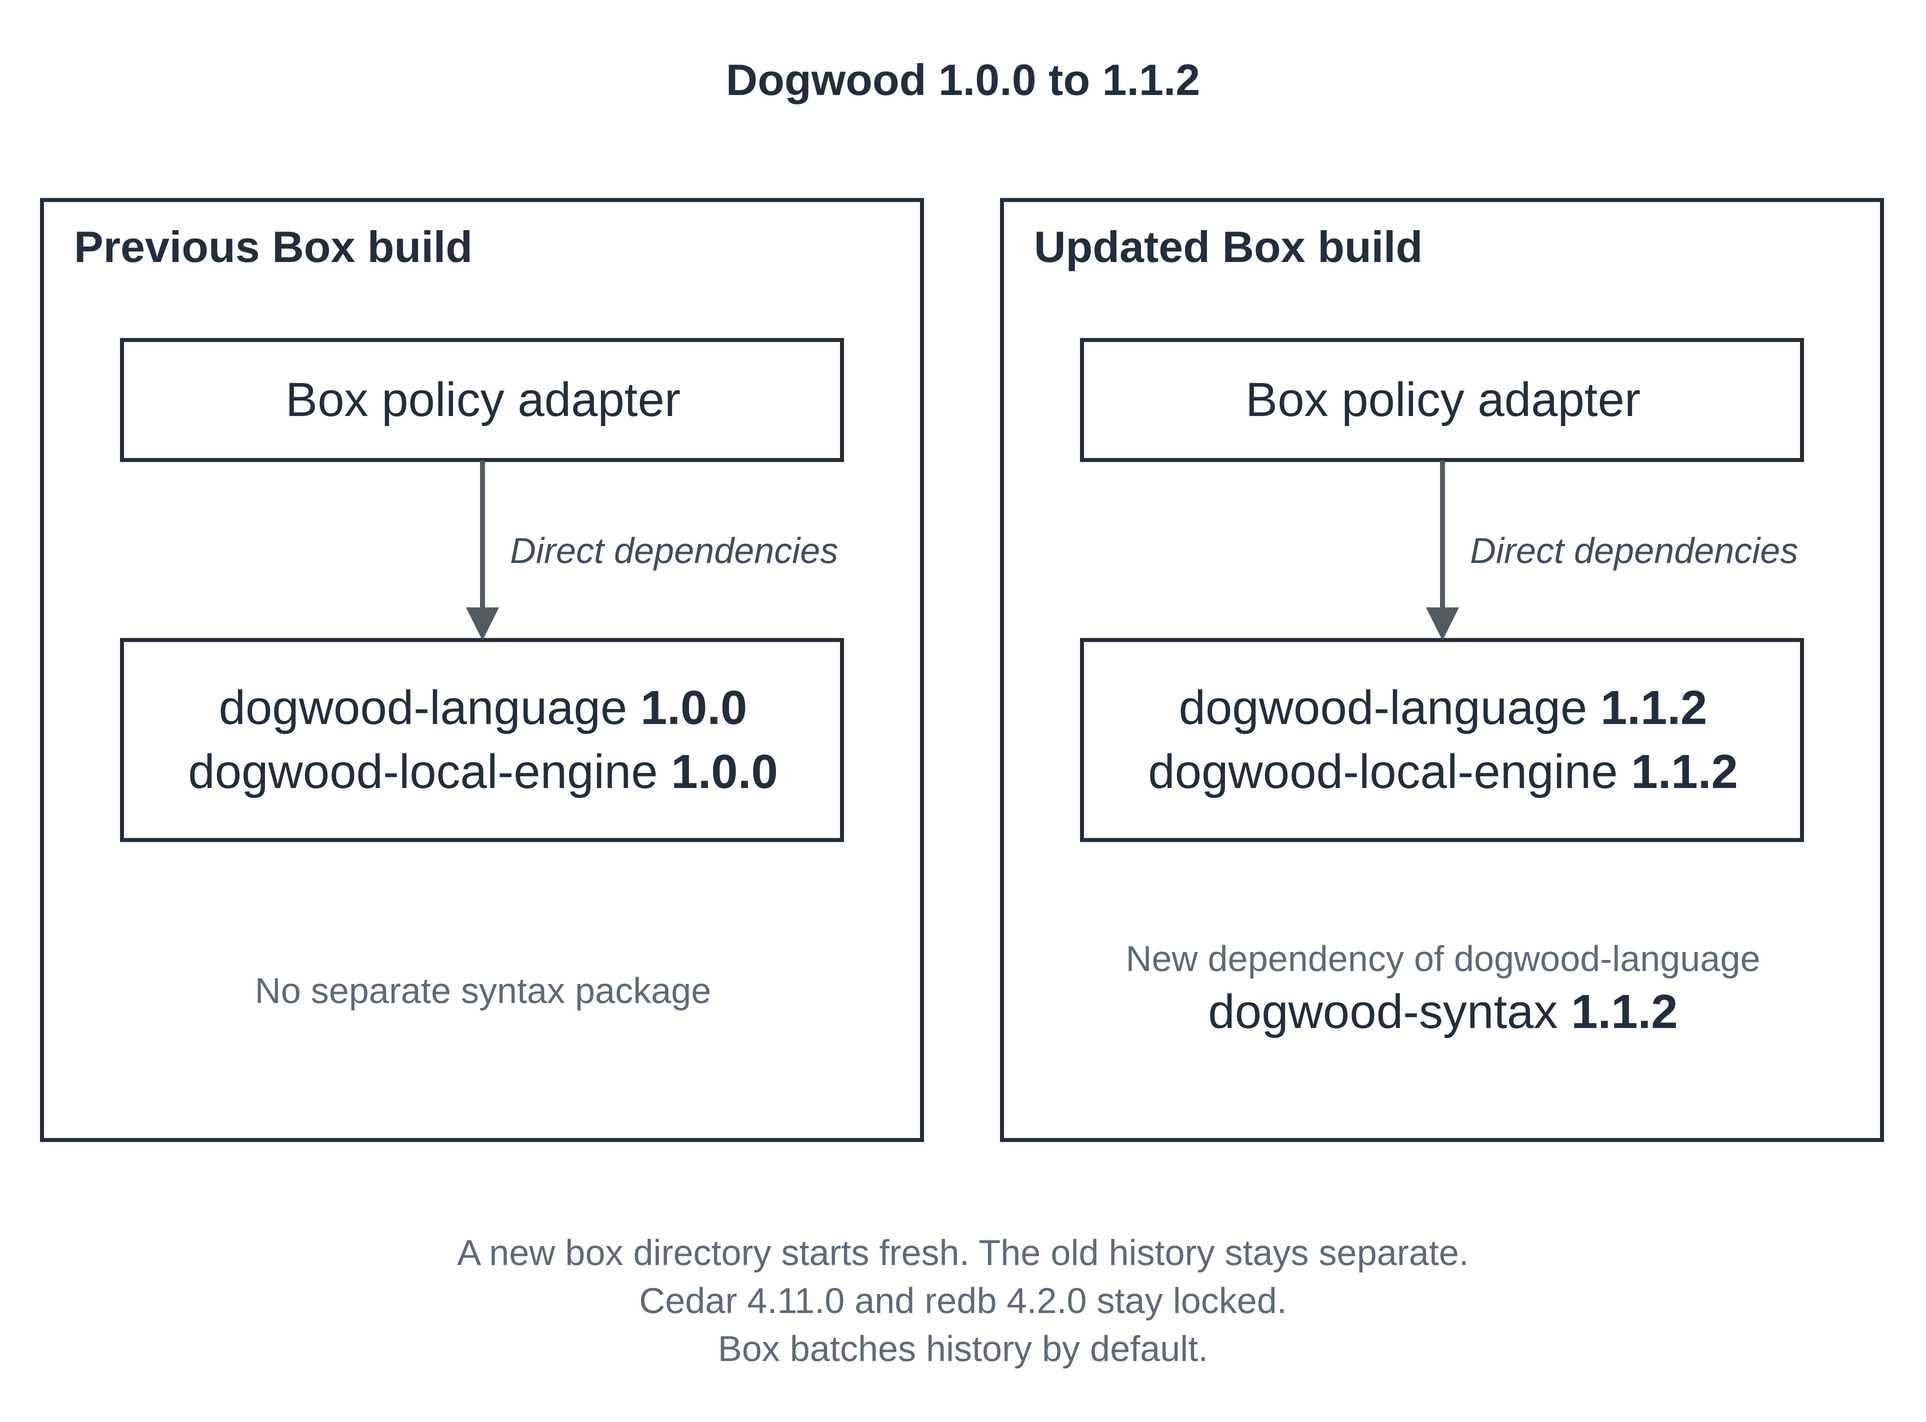 Dogwood 1.0.0 to 1.1.2
Previous Box build
Box policy adapter
Direct dependencies
dogwood-language 1.0.0
dogwood-local-engine 1.0.0
No separate syntax package
Updated Box build
Box policy adapter
Direct dependencies
dogwood-language 1.1.2
dogwood-local-engine 1.1.2
New dependency of dogwood-language
dogwood-syntax 1.1.2
A new box directory starts fresh. The old history stays separate.
Cedar 4.11.0 and redb 4.2.0 stay locked.
Box batches history by default.